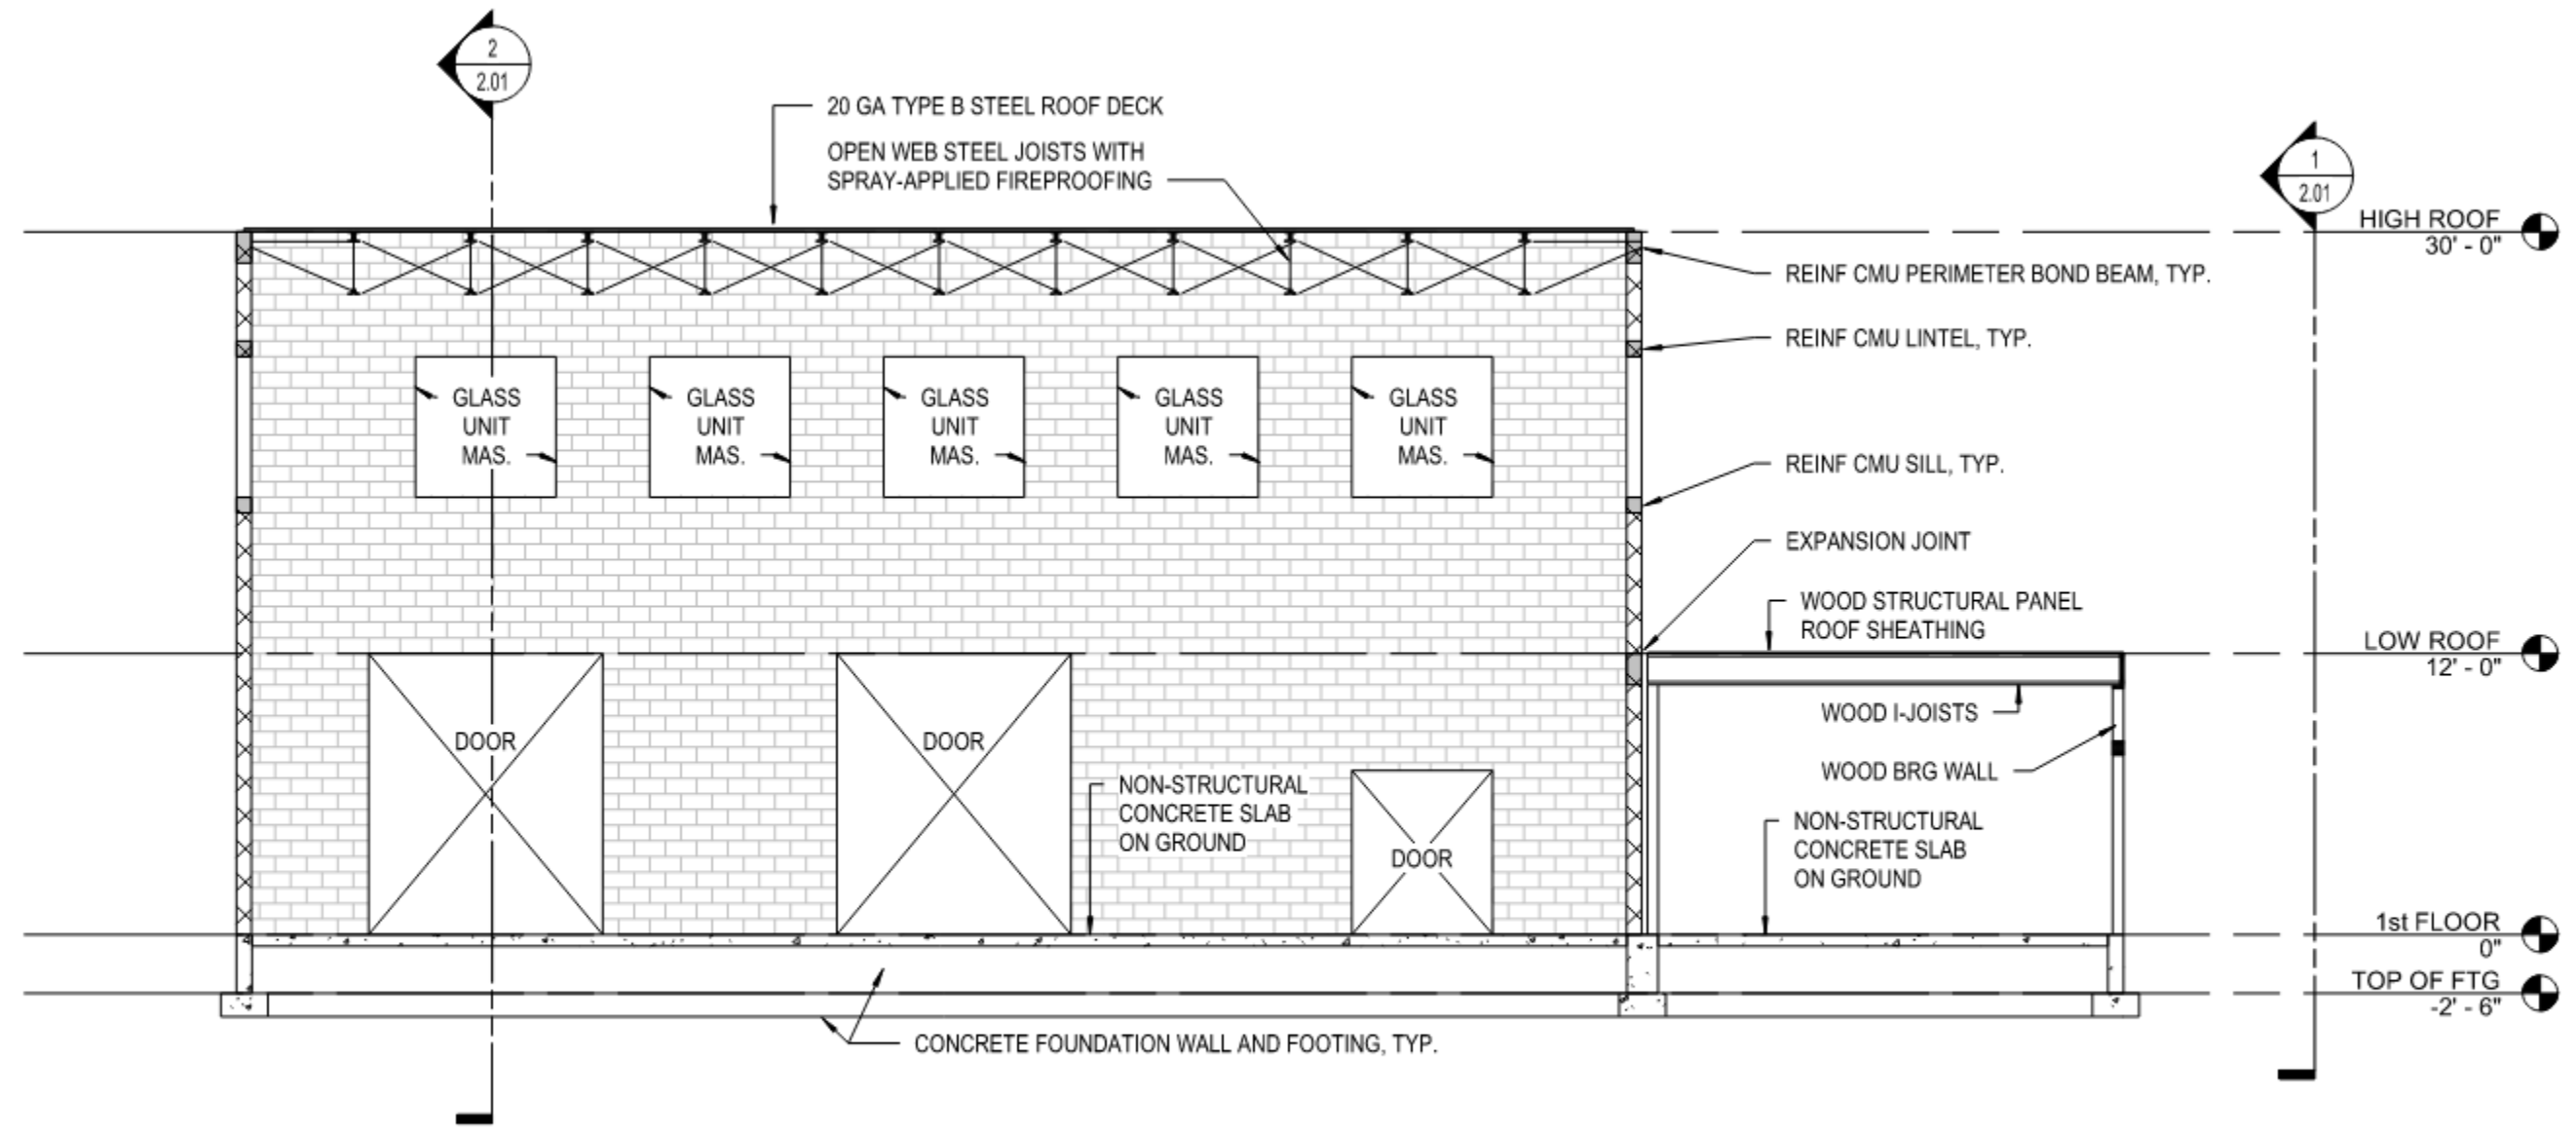 2
2.01
20 GA TYPE B STEEL ROOF DECK
OPEN WEB STEEL JOISTS WITH
SPRAY-APPLIED FIREPROOFING
1
2.01
HIGH ROOF
30' - 0"
REINF CMU PERIMETER BOND BEAM, TYP.
REINF CMU LINTEL, TYP.
GLASS
UNIT
MAS.
GLASS
UNIT
MAS.
GLASS
UNIT
MAS.
GLASS
UNIT
MAS.
GLASS
UNIT
MAS.
REINF CMU SILL, TYP.
EXPANSION JOINT
WOOD STRUCTURAL PANEL
ROOF SHEATHING
LOW ROOF
12' - 0"
WOOD I-JOISTS
WOOD BRG WALL
DOOR
DOOR
DOOR
NON-STRUCTURAL
CONCRETE SLAB
ON GROUND
NON-STRUCTURAL
CONCRETE SLAB
ON GROUND
1st FLOOR
0"
TOP OF FTG
-2' - 6"
CONCRETE FOUNDATION WALL AND FOOTING, TYP.